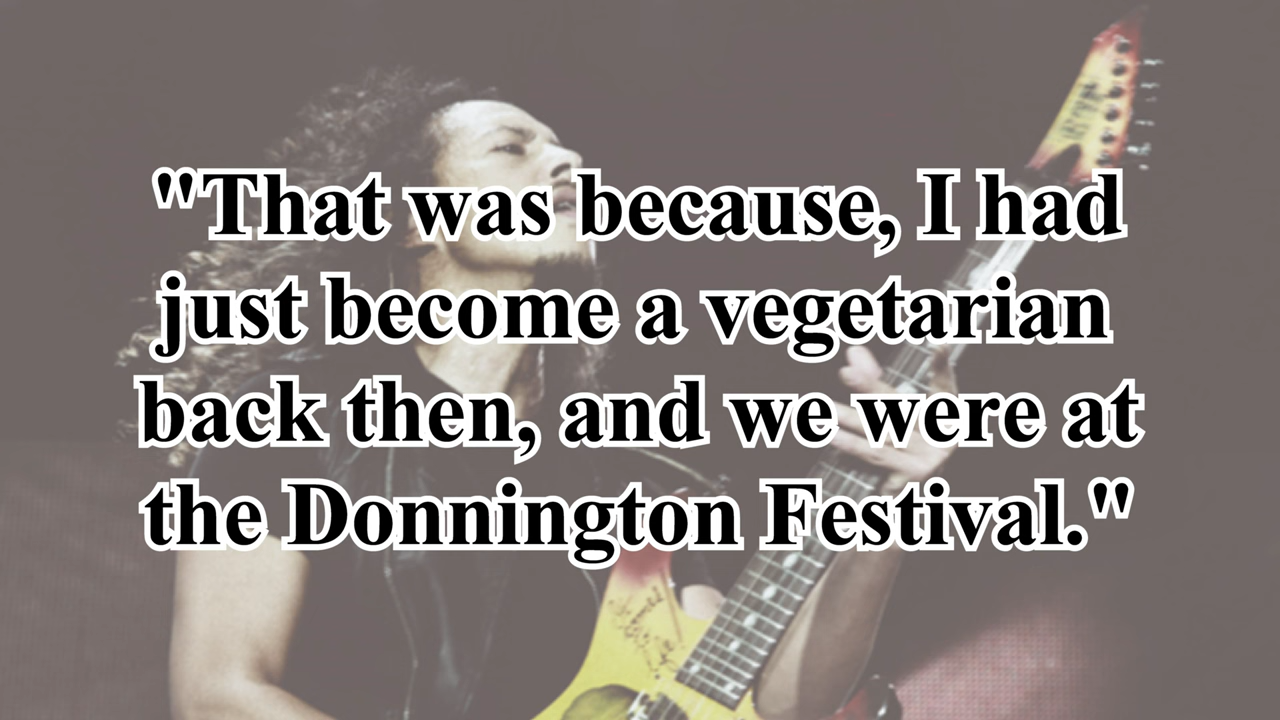 "That was because, I had
just become a vegetarian
back then, and we were at
the Donnington Festival."